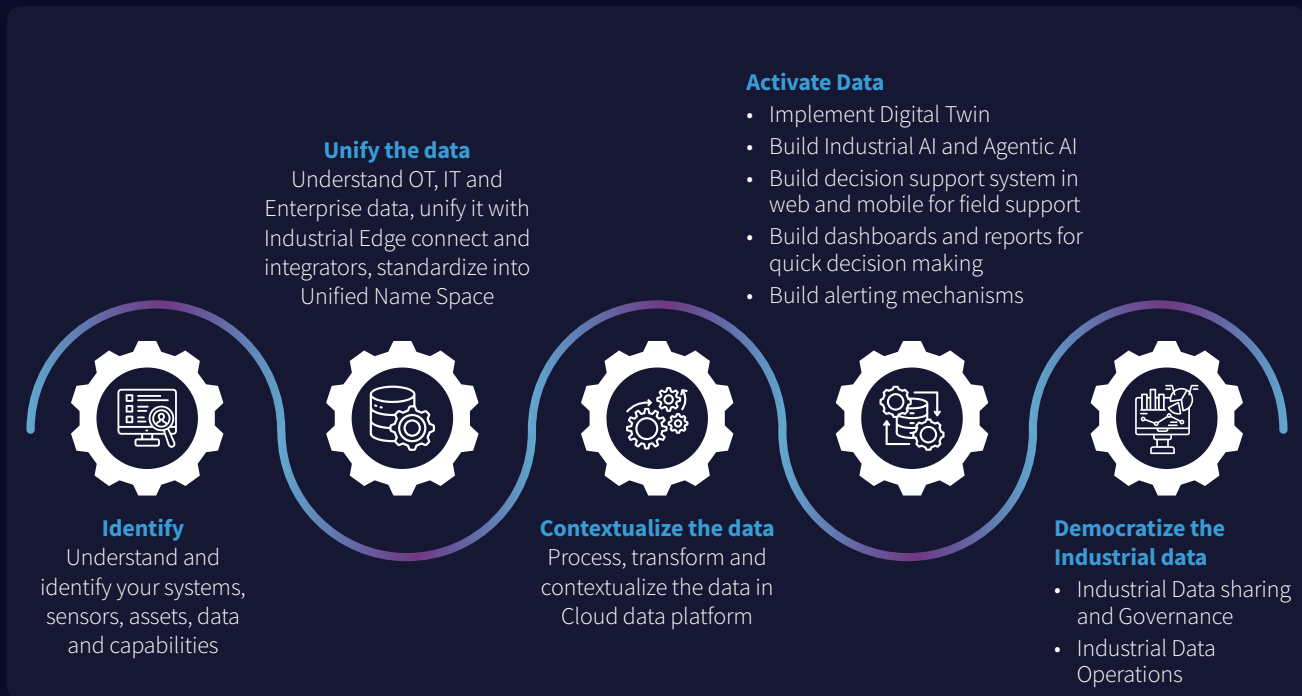 Identify
Understand and
identify your systems,
sensors, assets, data
and capabilities
Unify the data
Understand OT, IT and
Enterprise data, unify it with
Industrial Edge connect and
integrators, standardize into
Unified Name Space
Contextualize the data
Process, transform and
contextualize the data in
Cloud data platform
Activate Data
• Implement Digital Twin
• Build Industrial AI and Agentic AI
• Build decision support system in
web and mobile for field support
• Build dashboards and reports for
quick decision making
• Build alerting mechanisms
Democratize the
Industrial data
• Industrial Data sharing
and Governance
• Industrial Data
Operations